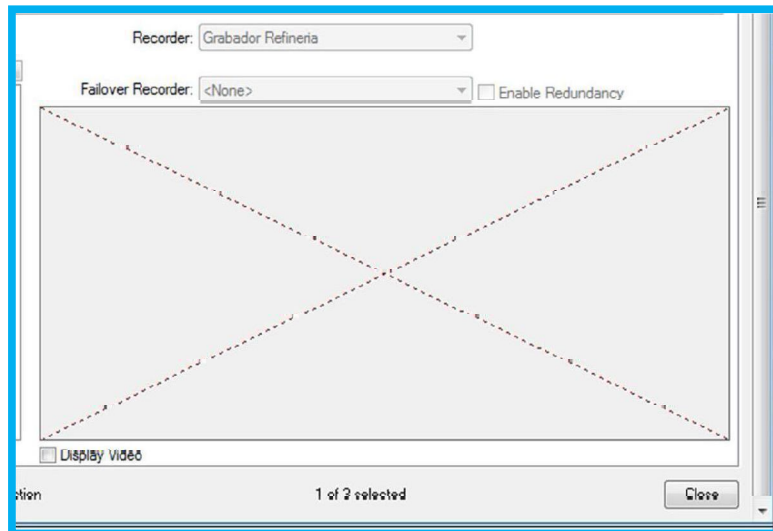 Recorder: Grabador Refineria
Failover Recorder: <None> Enable Redundancy
Display Video
1 of 3 selected Close